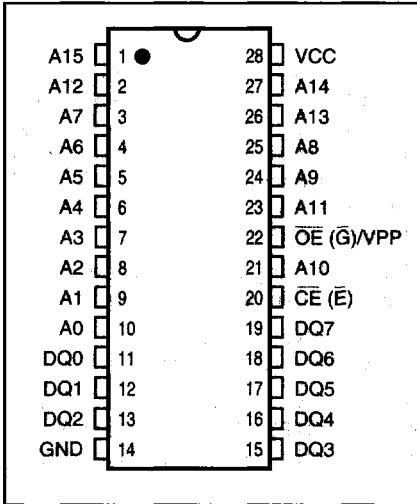 A15 1 28 VCC
A12 2 27 A14
A7 3 26 A13
A6 4 25 A8
A5 5 24 A9
A4 6 23 A11
A3 7 22 O̅E̅ (G̅)/VPP
A2 8 21 A10
A1 9 20 C̅E̅ (E̅)
A0 10 19 DQ7
DQ0 11 18 DQ6
DQ1 12 17 DQ5
DQ2 13 16 DQ4
GND 14 15 DQ3